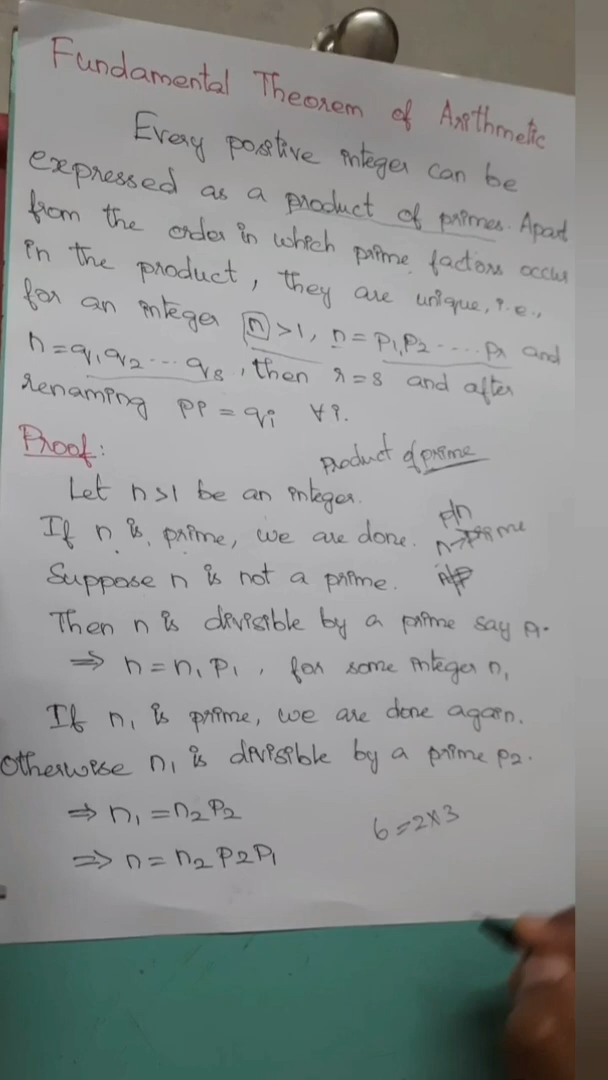 Fundamental Theorem of Arithmetic
Every positive integer can be
expressed as a product of primes. Apart
from the order in which prime factors occur
in the product, they are unique, i.e.,
for an integer n>1, n=p₁p₂.....pr and
n=q₁q₂...qs, then r=s and after
renaming pi=qi ∀i.
Proof:
product of prime
Let n>1 be an integer.
If n is prime, we are done.
n→prime
Suppose n is not a prime.
Then n is divisible by a prime say p₁.
⇒ n=n₁p₁, for some integer n₁
If n₁ is prime, we are done again.
Otherwise n₁ is divisible by a prime p₂.
⇒ n₁=n₂p₂
6=2×3
⇒ n=n₂p₂p₁